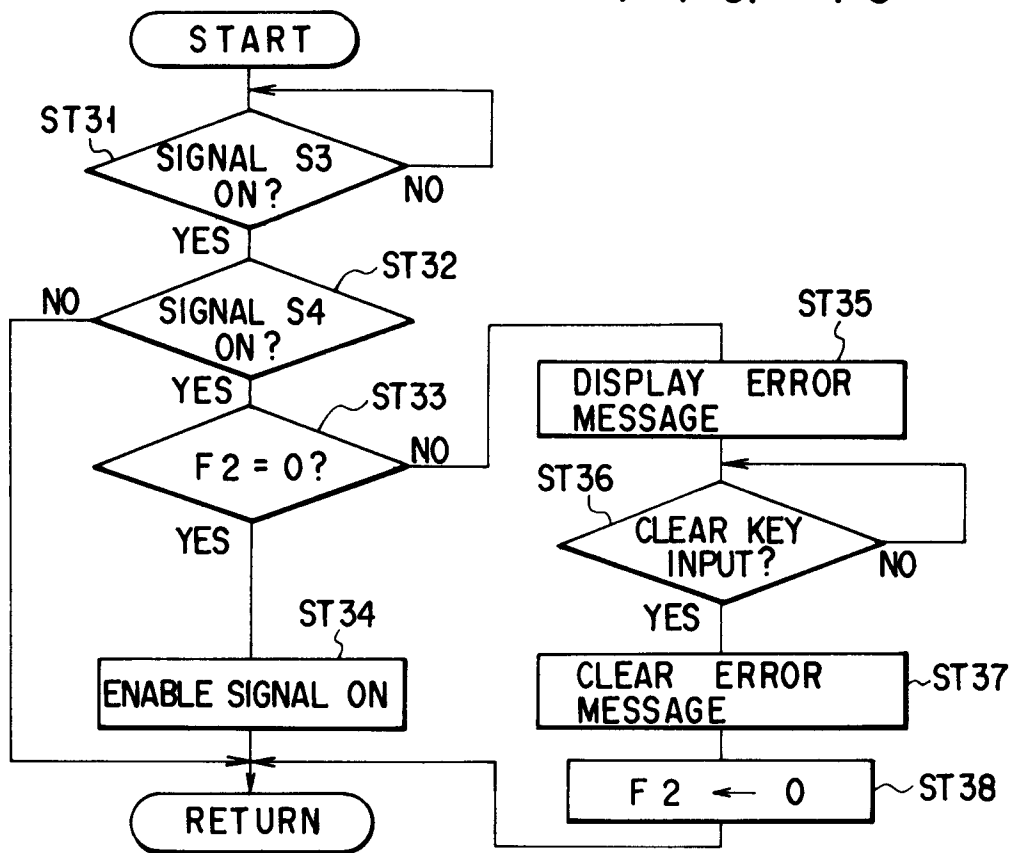 START
ST31
SIGNAL S3
ON?
NO
YES
ST32
NO
SIGNAL S4
ON?
YES
ST33
F2 = 0?
NO
YES
ST34
ENABLE SIGNAL ON
RETURN
ST35
DISPLAY ERROR
MESSAGE
ST36
CLEAR KEY
INPUT?
NO
YES
CLEAR ERROR
MESSAGE
ST37
F2 ← 0
ST38